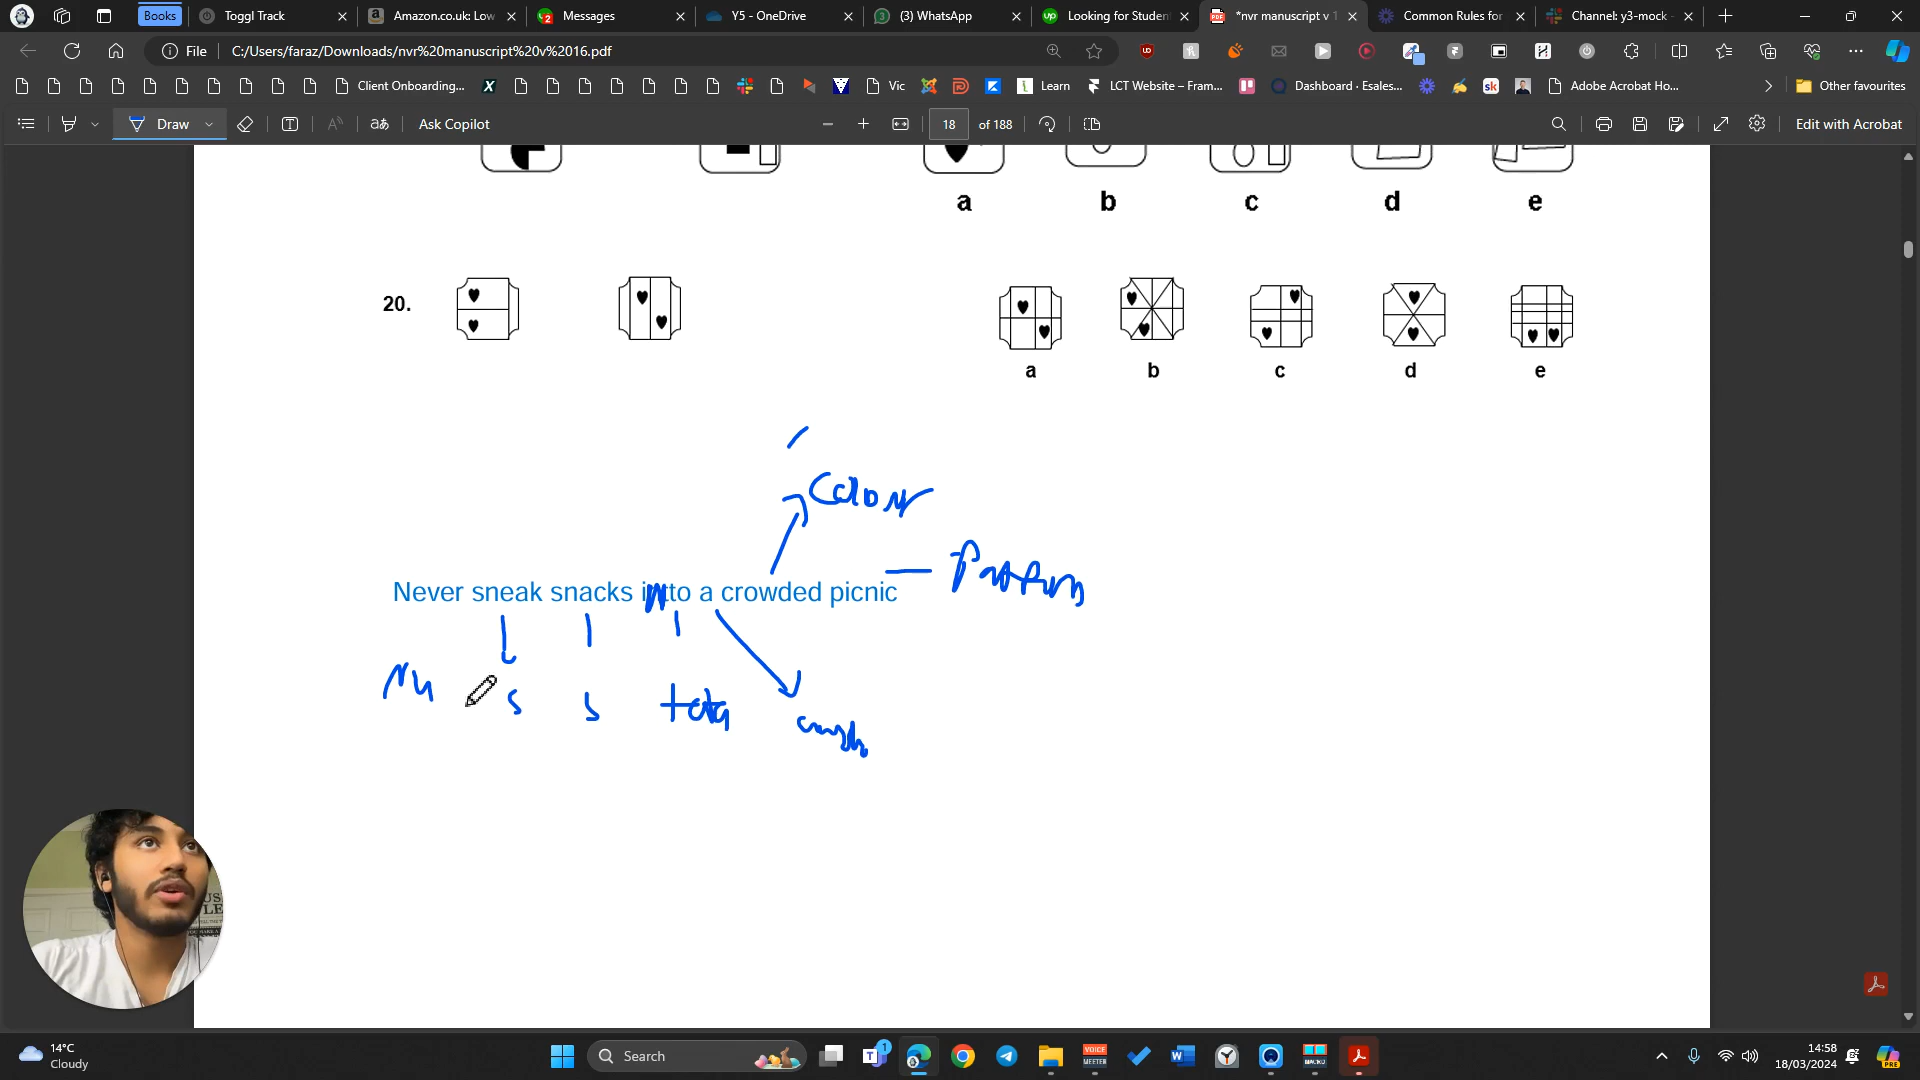 Books
Toggl Track
Amazon.co.uk: Low
Messages
Y5 - OneDrive
(3) WhatsApp
Looking for Studen
*nvr manuscript v 1
Common Rules for
Channel: y3-mock -
File
C:/Users/faraz/Downloads/nvr%20manuscript%20v%2016.pdf
Client Onboarding...
Vic
Learn
LCT Website – Fram...
Dashboard · Esales...
Adobe Acrobat Ho...
Other favourites
Draw
Ask Copilot
18 of 188
Edit with Acrobat
a b c d e
20.
a b c d e
Colour
Never sneak snacks into a crowded picnic
Pattern
Nu s s
14°C
Cloudy
Search
14:58
18/03/2024